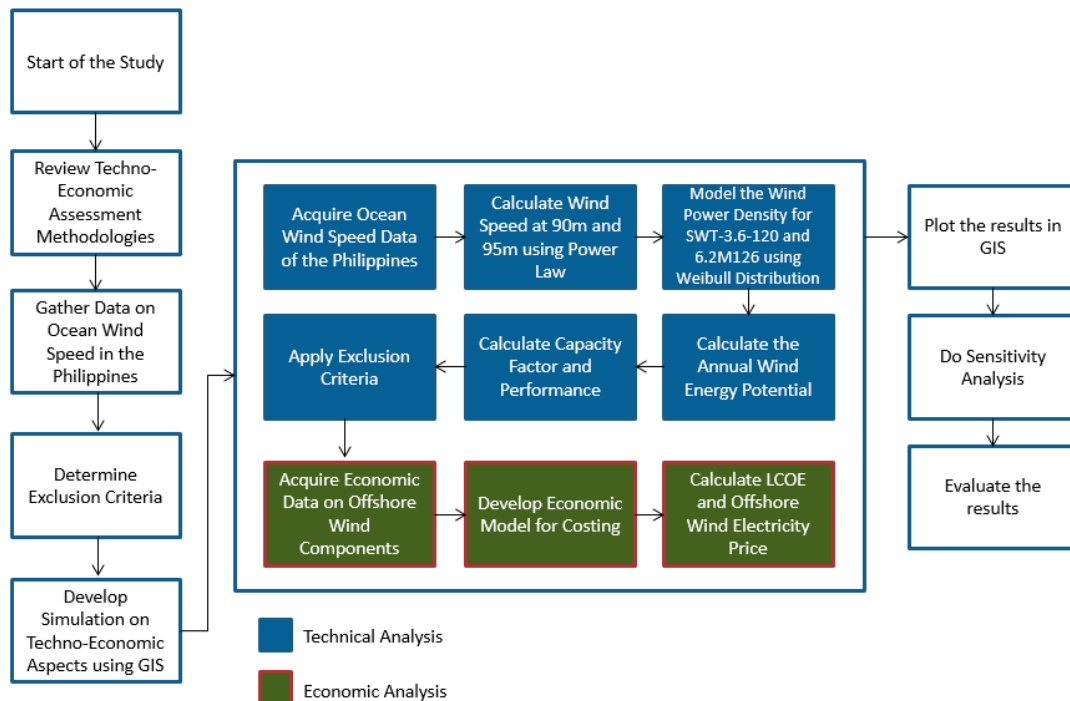 Start of the Study
Review Techno-
Economic
Assessment
Methodologies
Gather Data on
Ocean Wind
Speed in the
Philippines
Determine
Exclusion Criteria
Develop
Simulation on
Techno-Economic
Aspects using GIS
Acquire Ocean
Wind Speed Data
of the Philippines
Calculate Wind
Speed at 90m and
95m using Power
Law
Model the Wind
Power Density for
SWT-3.6-120 and
6.2M126 using
Weibull Distribution
Calculate the
Annual Wind
Energy Potential
Calculate Capacity
Factor and
Performance
Apply Exclusion
Criteria
Acquire Economic
Data on Offshore
Wind
Components
Develop Economic
Model for Costing
Calculate LCOE
and Offshore
Wind Electricity
Price
Plot the results in
GIS
Do Sensitivity
Analysis
Evaluate the
results
Technical Analysis
Economic Analysis